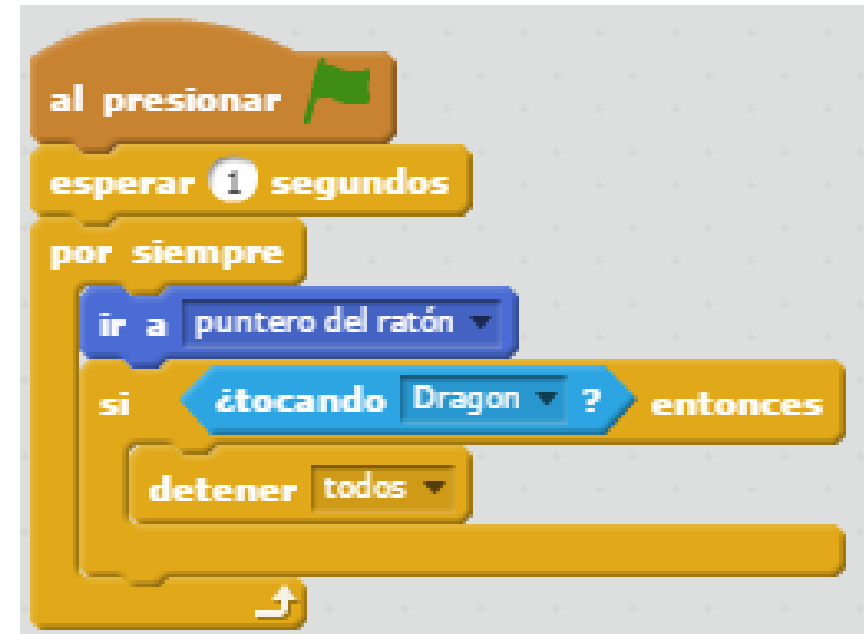 al presionar
esperar 1 segundos
por siempre
ir a puntero del ratón
si ¿tocando Dragon ? entonces
detener todos